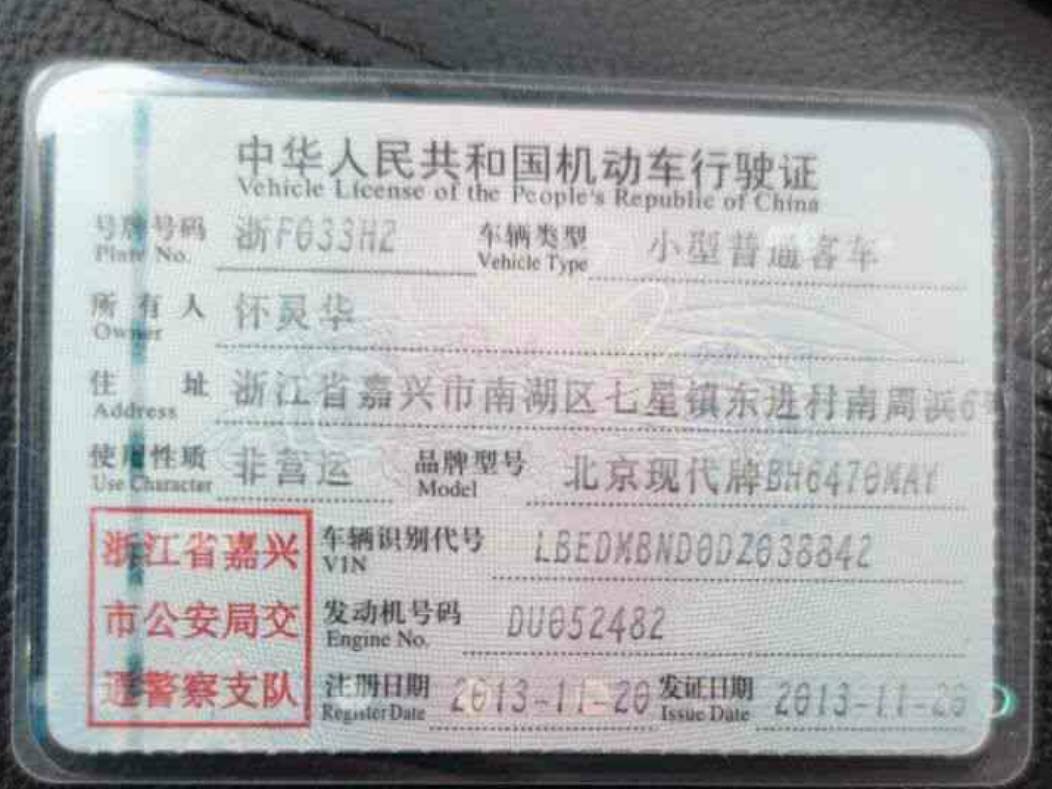 中华人民共和国机动车行驶证
Vehicle License of the People's Republic of China
号牌号码 浙F033H2 车辆类型 小型普通客车
Plate No. Vehicle Type
所有人 怀灵华
Owner
住址 浙江省嘉兴市南湖区七星镇东进村南周浜6号
Address
使用性质 非营运 品牌型号 北京现代牌BH6470MAY
Use Character Model
浙江省嘉兴 车辆识别代号 LBEDMBND0DZ038842
VIN
市公安局交 发动机号码 DU052482
Engine No.
通警察支队 注册日期 2013-11-20 发证日期 2013-11-20
Register Date Issue Date